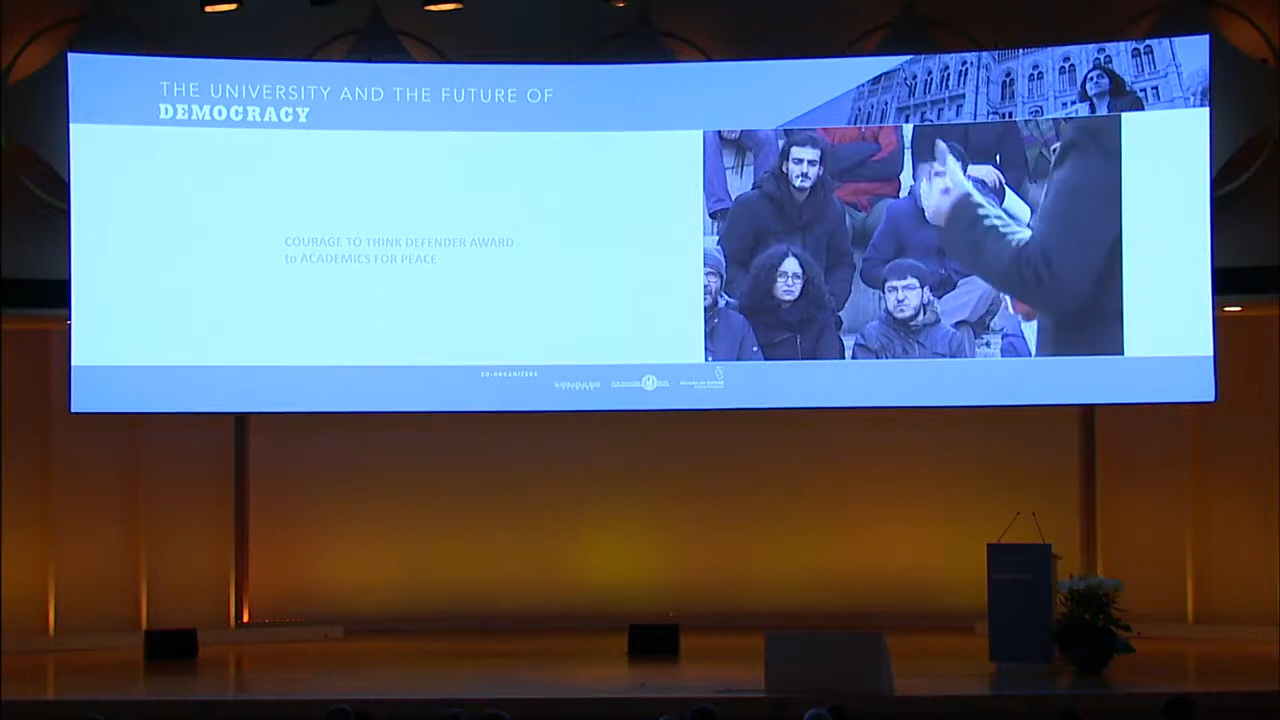 THE UNIVERSITY AND THE FUTURE OF
DEMOCRACY
COURAGE TO THINK DEFENDER AWARD
to ACADEMICS FOR PEACE
CO-ORGANIZERS